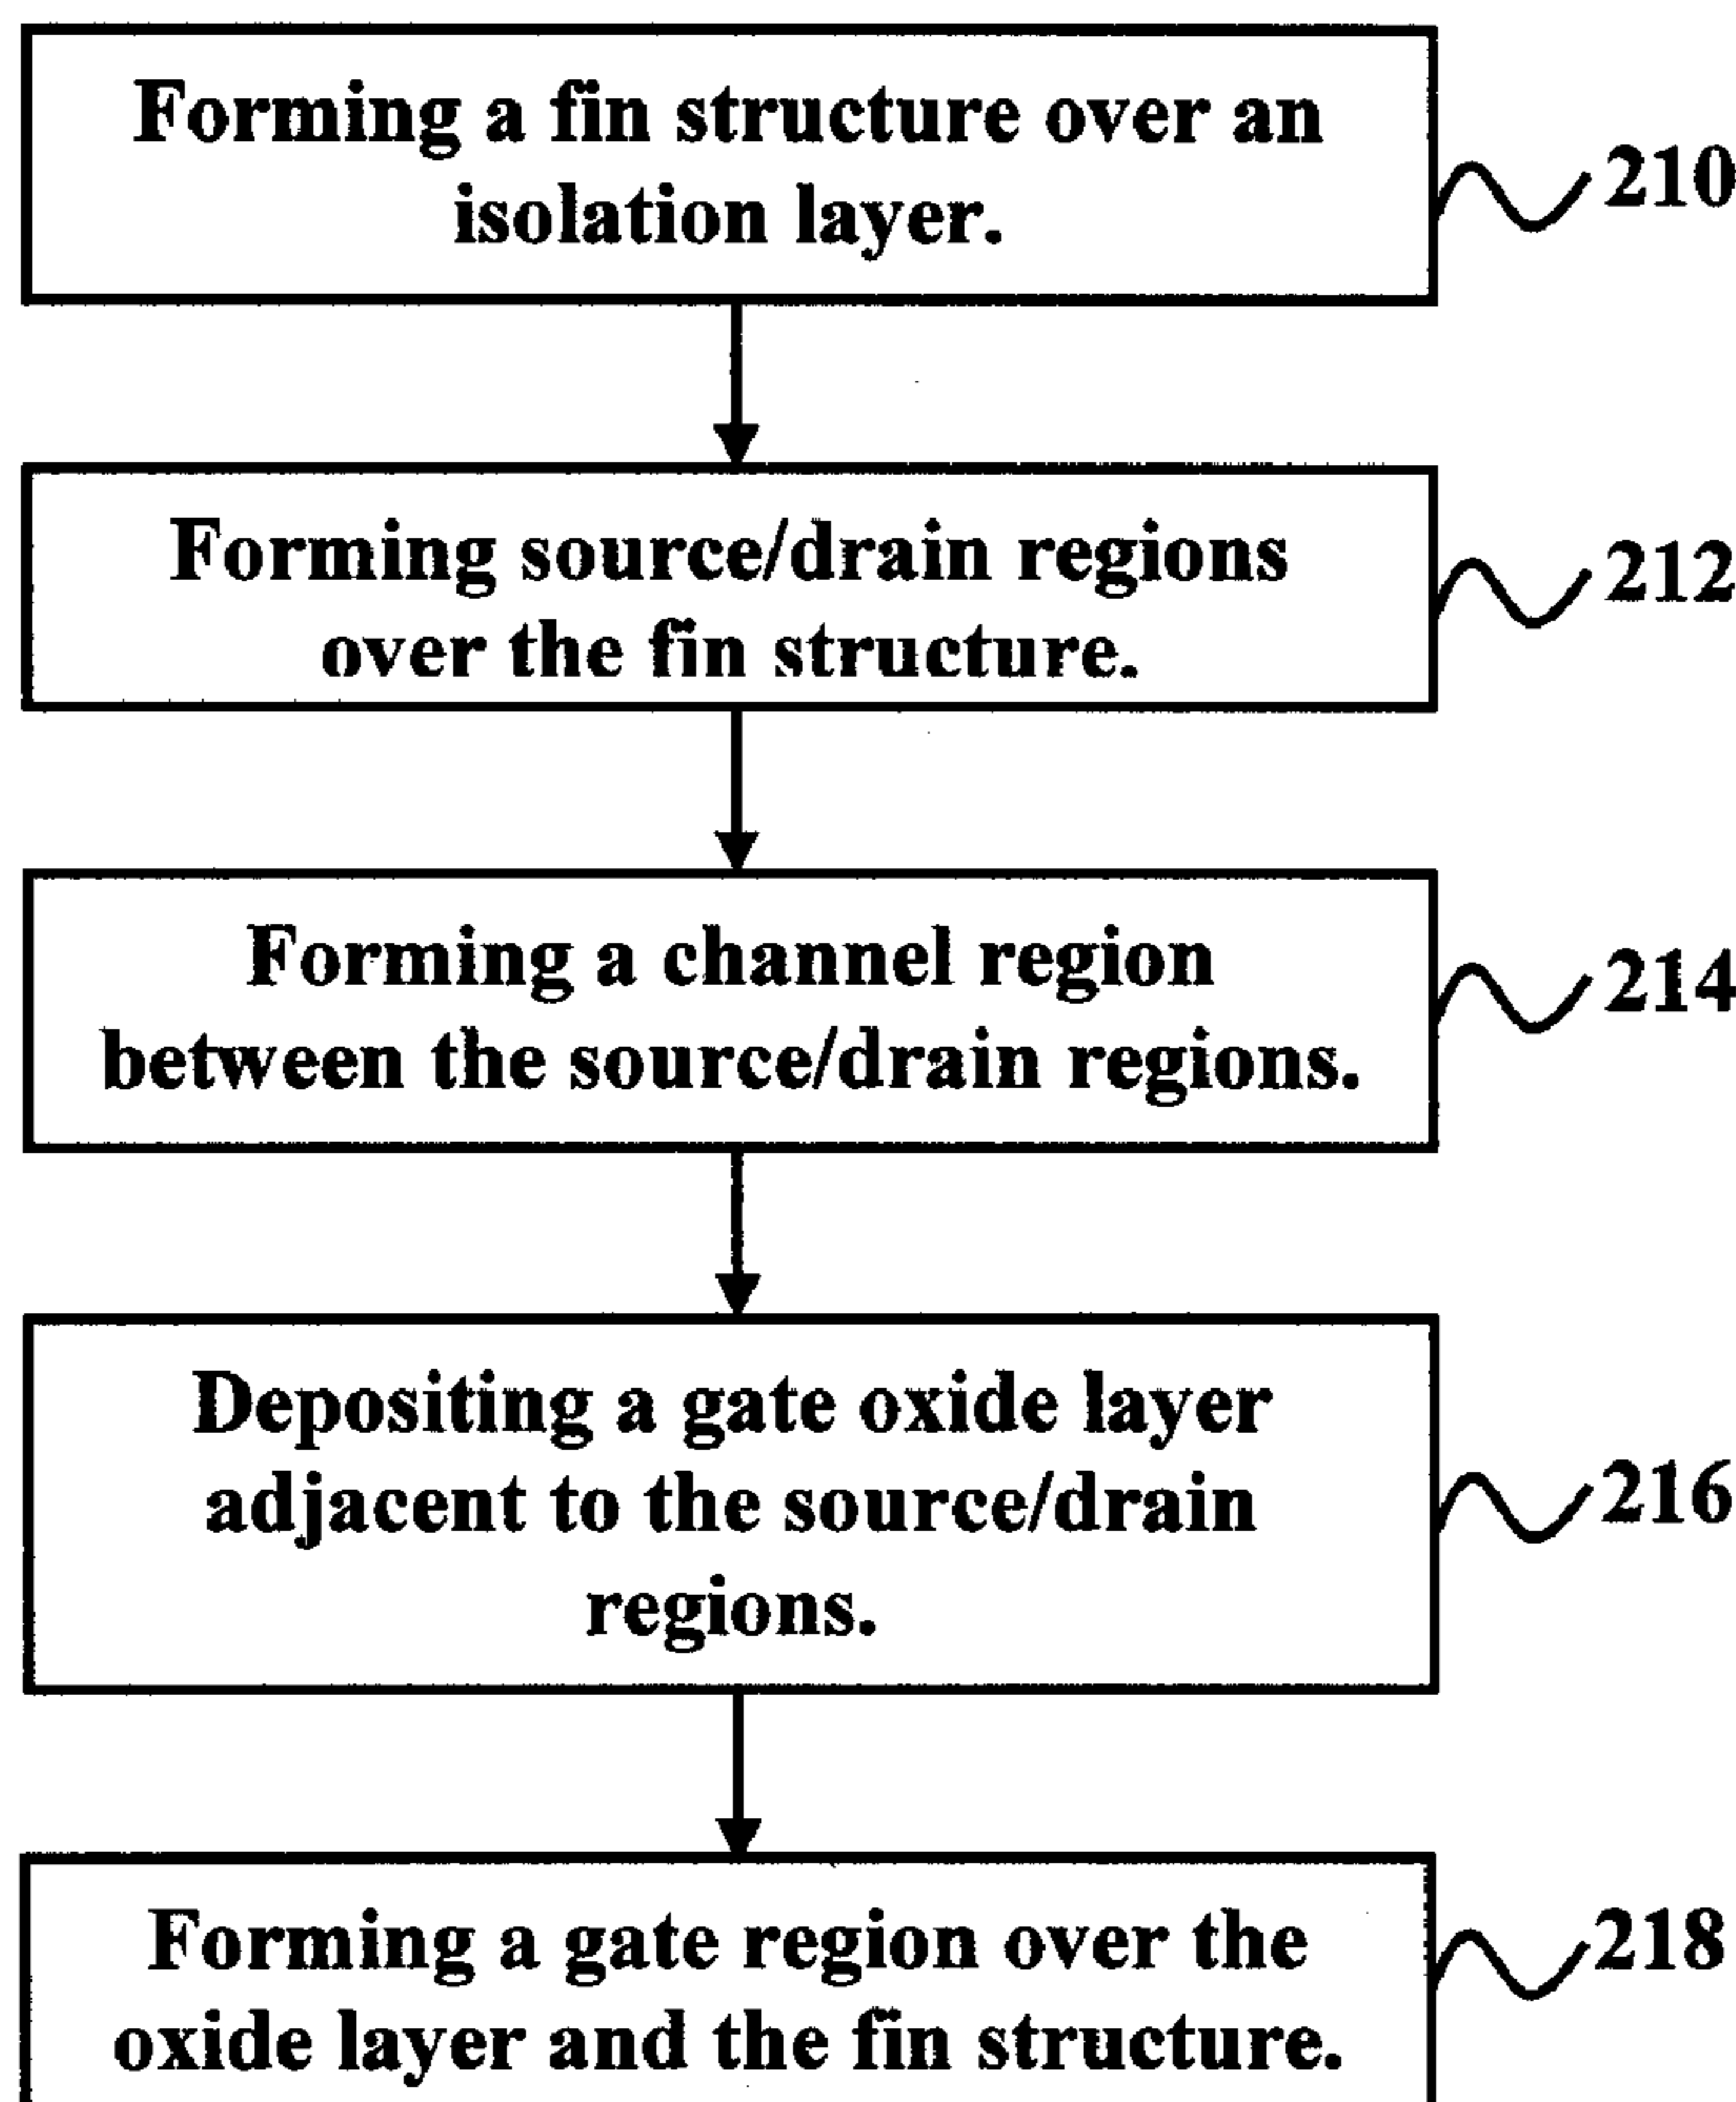 Forming a fin structure over an
isolation layer.
210
Forming source/drain regions
over the fin structure.
212
Forming a channel region
between the source/drain regions.
214
Depositing a gate oxide layer
adjacent to the source/drain
regions.
216
Forming a gate region over the
oxide layer and the fin structure.
218